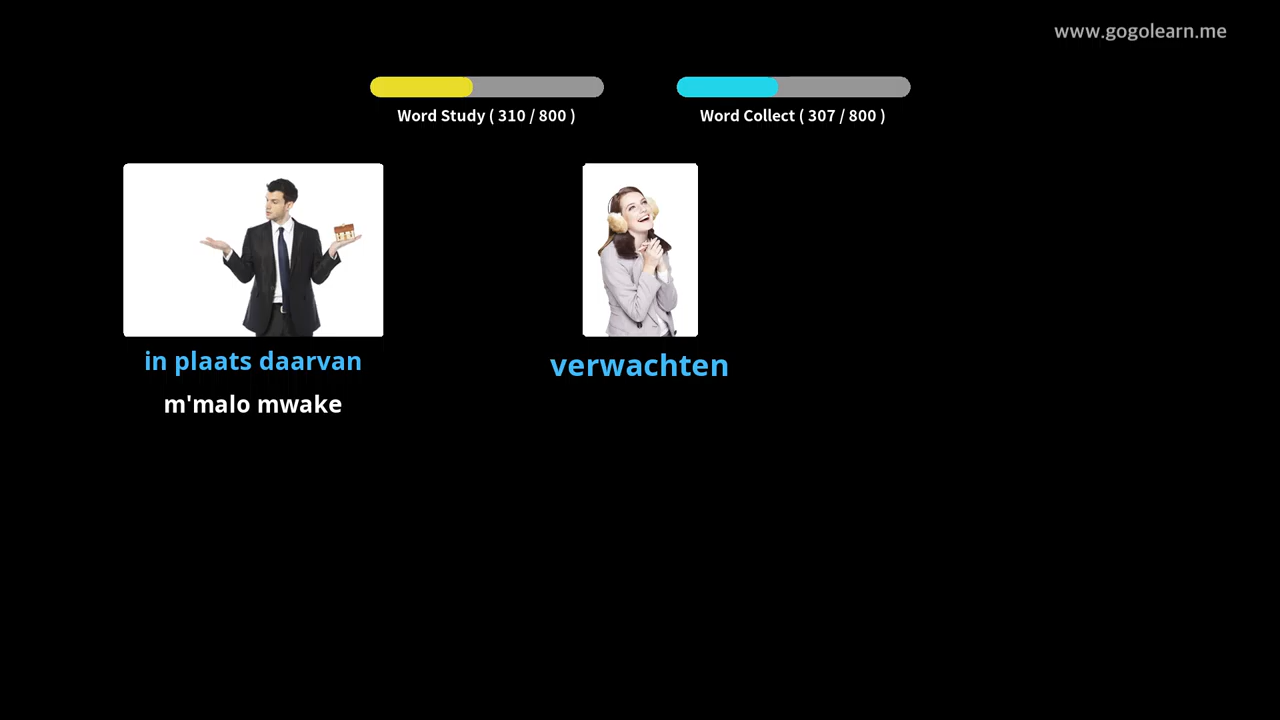 www.gogolearn.me
Word Study ( 310 / 800 )
Word Collect ( 307 / 800 )
in plaats daarvan
m'malo mwake
verwachten